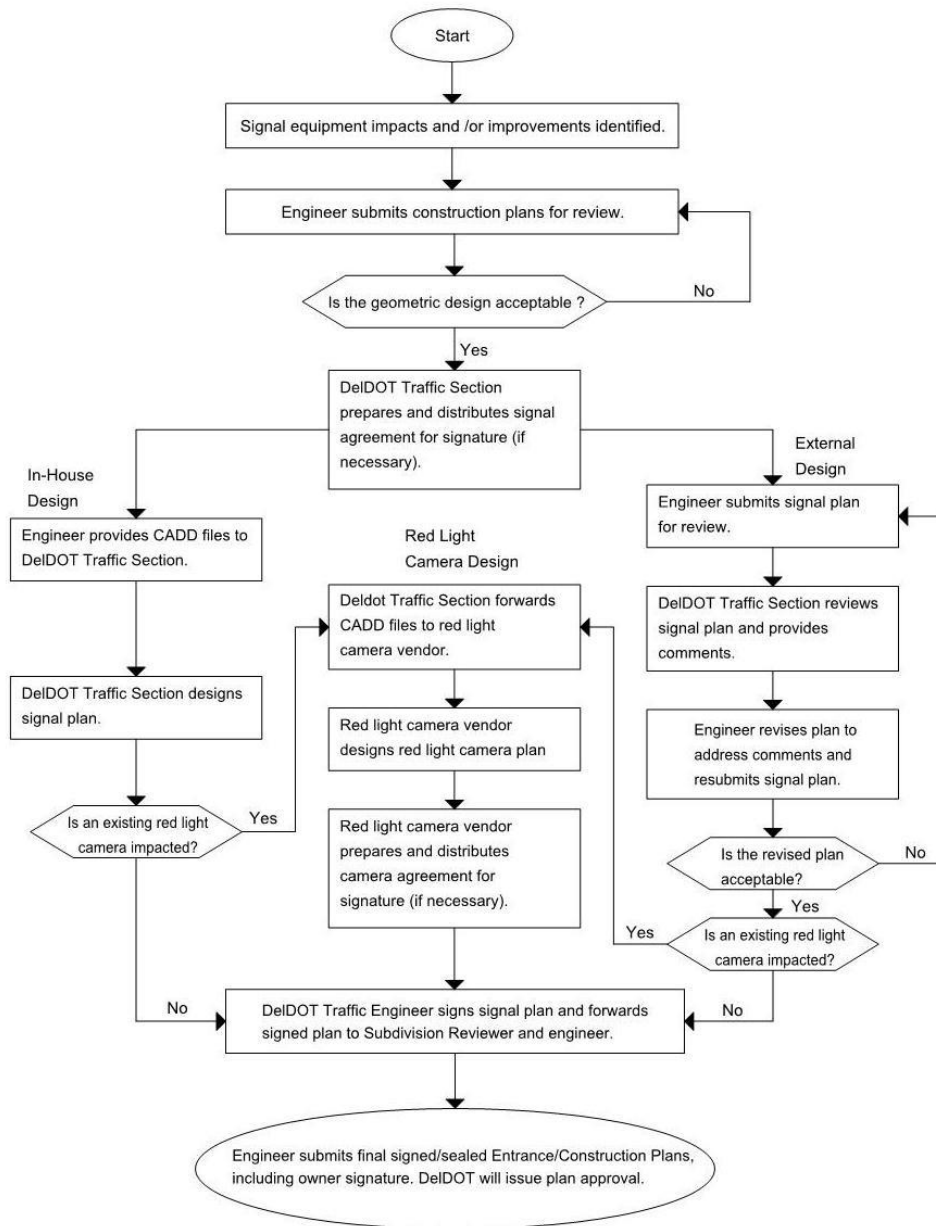 Start
Signal equipment impacts and /or improvements identified.
Engineer submits construction plans for review.
Is the geometric design acceptable ?
No
Yes
DelDOT Traffic Section
prepares and distributes signal
agreement for signature (if
necessary).
In-House
Design
Engineer provides CADD files to
DelDOT Traffic Section.
DelDOT Traffic Section designs
signal plan.
Is an existing red light
camera impacted?
Yes
No
Red Light
Camera Design
Deldot Traffic Section forwards
CADD files to red light
camera vendor.
Red light camera vendor
designs red light camera plan
Red light camera vendor
prepares and distributes
camera agreement for
signature (if necessary).
External
Design
Engineer submits signal plan
for review.
DelDOT Traffic Section reviews
signal plan and provides
comments.
Engineer revises plan to
address comments and
resubmits signal plan.
Is the revised plan
acceptable?
No
Yes
Is an existing red light
camera impacted?
Yes
No
DelDOT Traffic Engineer signs signal plan and forwards
signed plan to Subdivision Reviewer and engineer.
Engineer submits final signed/sealed Entrance/Construction Plans,
including owner signature. DelDOT will issue plan approval.